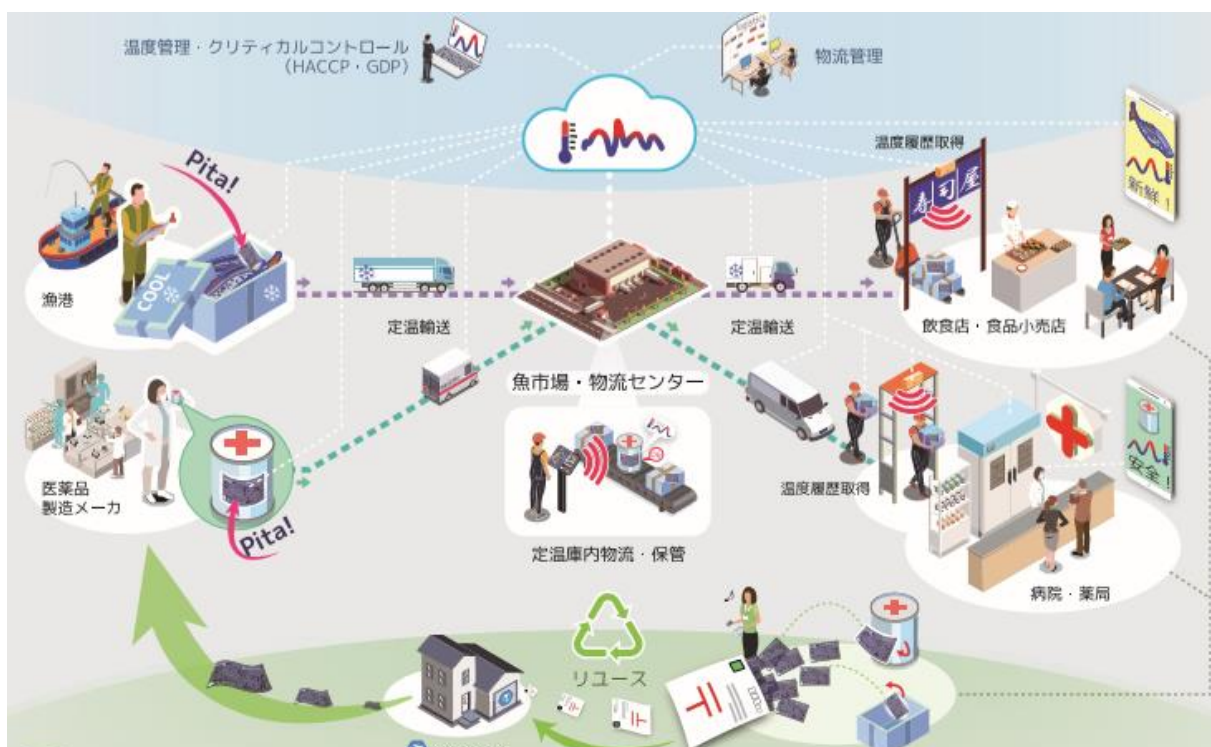 温度管理・クリティカルコントロール
(HACCP・GDP)
logistics
物流管理
温度履歴取得
Pita!
寿司屋
新鮮!
COOL
漁港
定温輸送
定温輸送
飲食店・食品小売店
魚市場・物流センター
医薬品
製造メーカ
Pita!
温度履歴取得
安全!
定温庫内物流・保管
病院・薬局
リユース